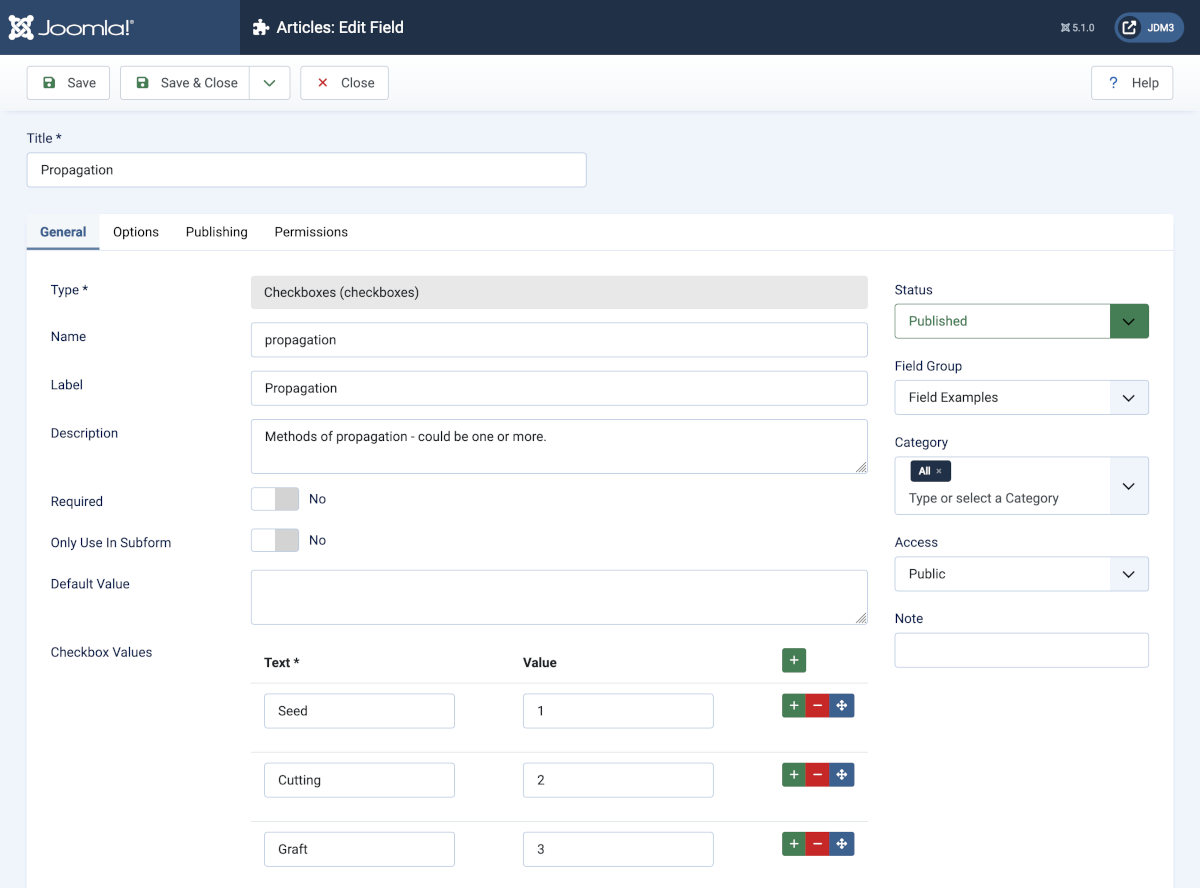 Joomla!®
Articles: Edit Field
5.1.0
JDM3
Save
Save & Close
Close
? Help
Title *
Propagation
General
Options
Publishing
Permissions
Type *
Checkboxes (checkboxes)
Name
propagation
Label
Propagation
Description
Methods of propagation - could be one or more.
Required
No
Only Use In Subform
No
Default Value
Checkbox Values
Text *
Value
Seed
1
Cutting
2
Graft
3
Status
Published
Field Group
Field Examples
Category
All ×
Type or select a Category
Access
Public
Note